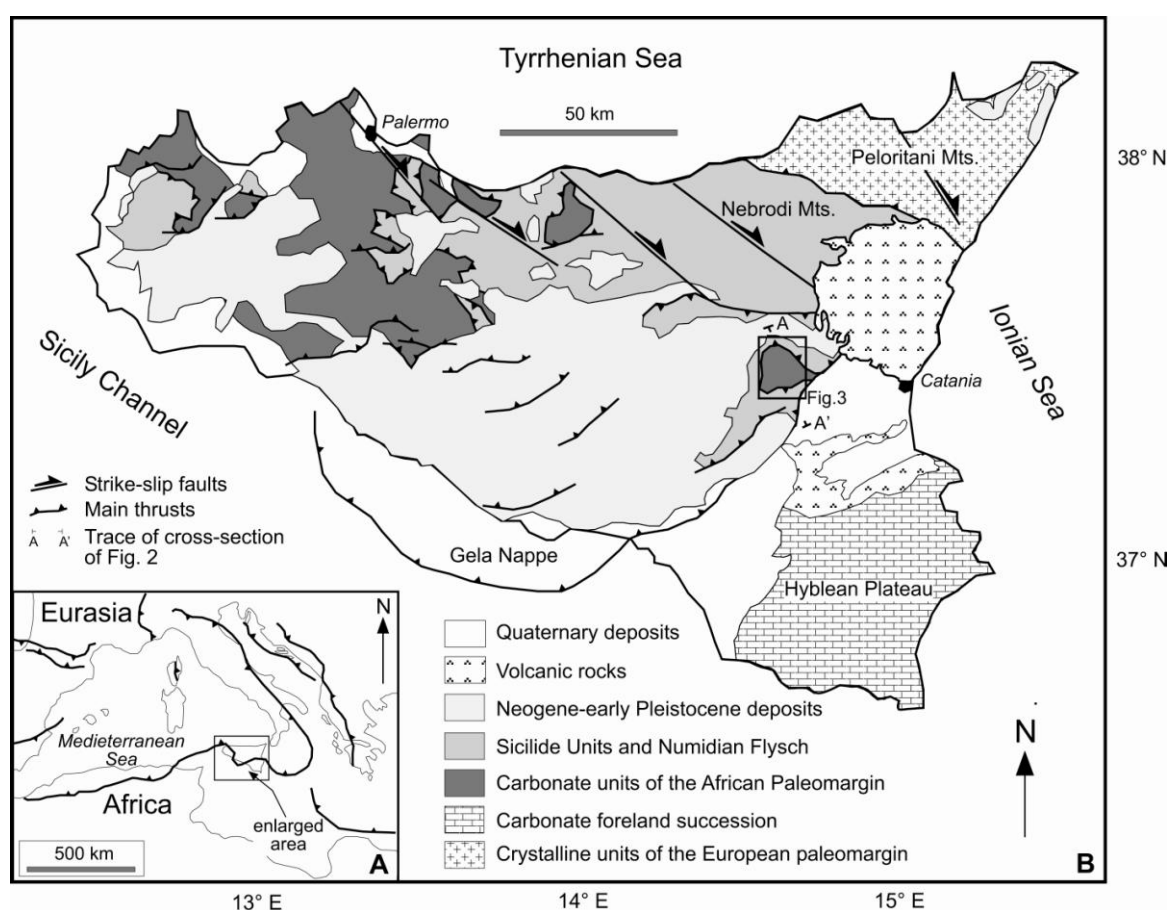 Tyrrhenian Sea
50 km
Palermo
Peloritani Mts.
38° N
Nebrodi Mts.
Sicily Channel
Ionian Sea
A
Catania
Fig.3
A'
Strike-slip faults
Main thrusts
A A' Trace of cross-section
of Fig. 2
Gela Nappe
37° N
Hyblean Plateau
Eurasia
N
Medieterranean
Sea
Africa
enlarged
area
500 km
A
Quaternary deposits
Volcanic rocks
Neogene-early Pleistocene deposits
Sicilide Units and Numidian Flysch
Carbonate units of the African Paleomargin
Carbonate foreland succession
Crystalline units of the European paleomargin
N
B
13° E
14° E
15° E